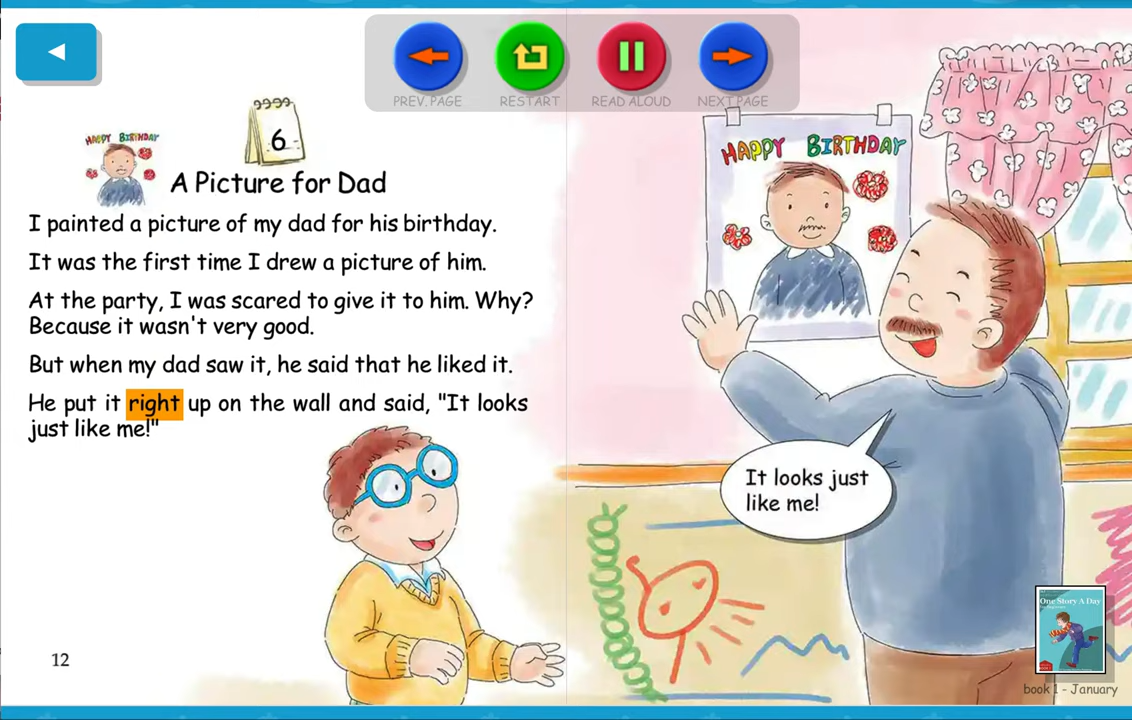 PREV. PAGE
RESTART
READ ALOUD
NEXT PAGE
HAPPY BIRTHDAY
6
A Picture for Dad
I painted a picture of my dad for his birthday.
It was the first time I drew a picture of him.
At the party, I was scared to give it to him. Why?
Because it wasn't very good.
But when my dad saw it, he said that he liked it.
He put it right up on the wall and said, "It looks
just like me!"
12
HAPPY BIRTHDAY
It looks just
like me!
One Story A Day
book 1 - January